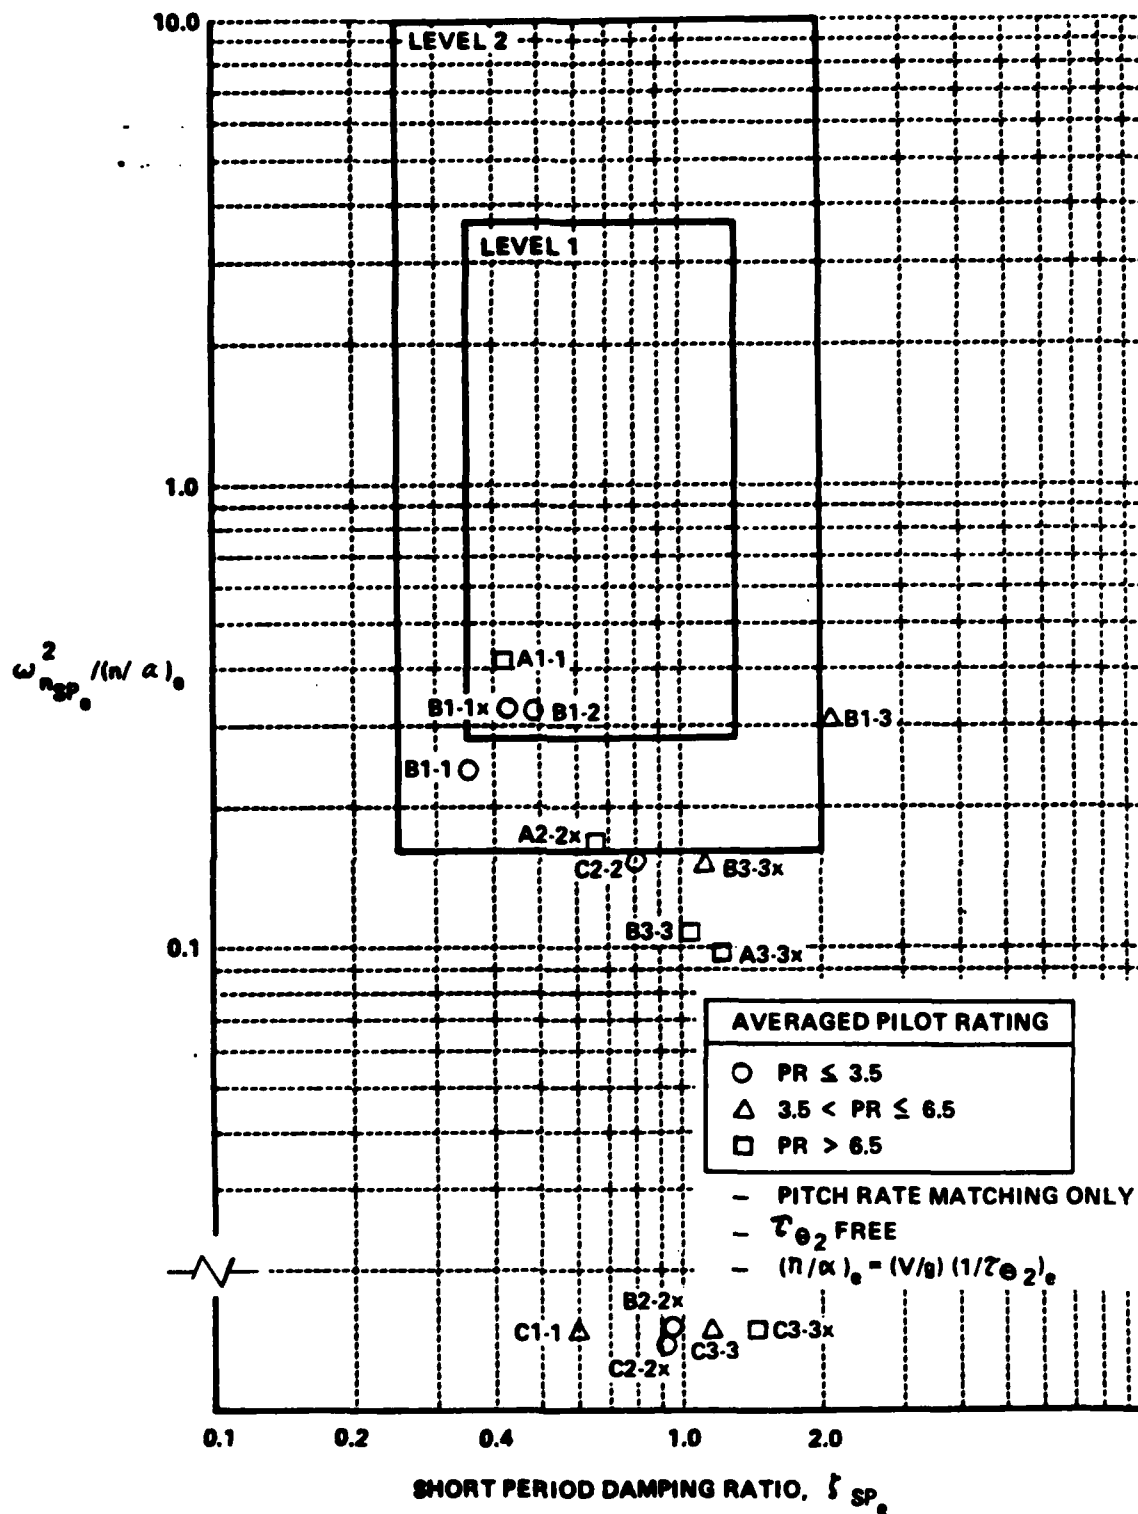 10.0
LEVEL 2
LEVEL 1
1.0
ω²nSPe/(n/α)e
A1-1
B1-1x
B1-2
B1-3
B1-1
A2-2x
C2-2
B3-3x
B3-3
0.1
A3-3x
AVERAGED PILOT RATING
PR ≤ 3.5
3.5 < PR ≤ 6.5
PR > 6.5
– PITCH RATE MATCHING ONLY
– τθ2 FREE
– (n/α)e = (V/g) (1/τθ2)e
B2-2x
C1-1
C3-3x
C3-3
C2-2x
0.1 0.2 0.4 1.0 2.0
SHORT PERIOD DAMPING RATIO, ζSPe